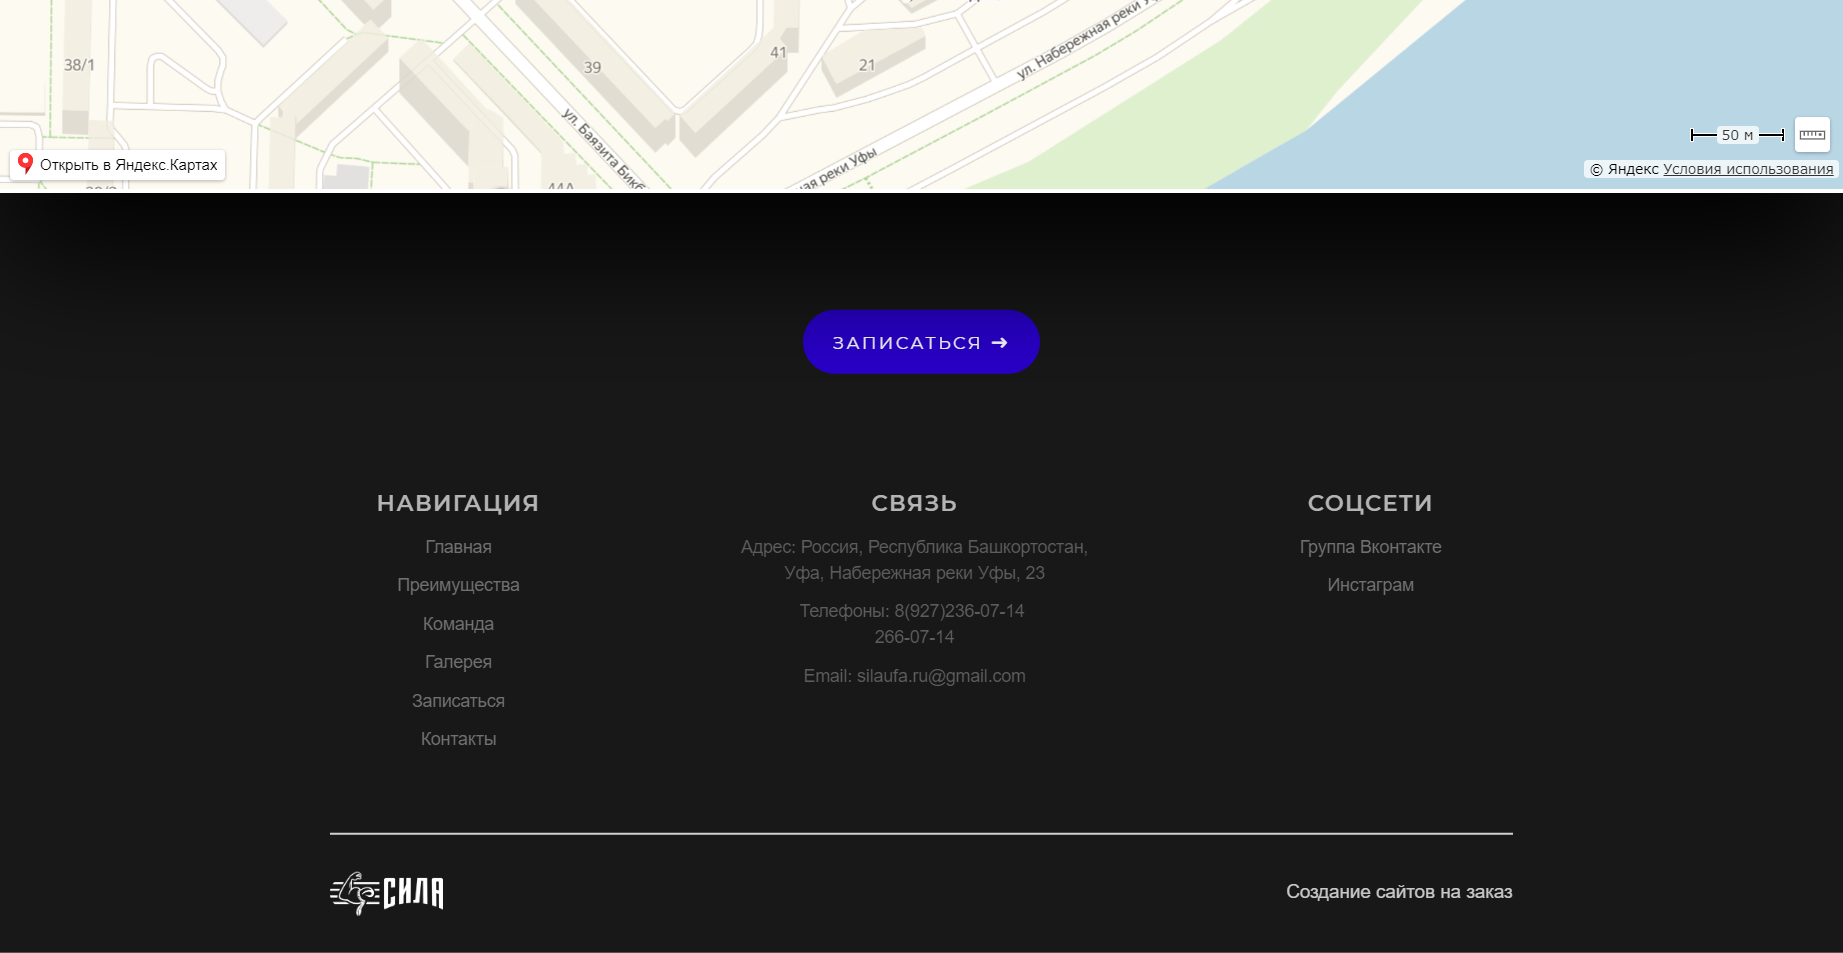 ул. Набережная реки Уфы
38/1
39
41
21
ул. Баязита Бикб
реки Уфы
44А
50 м
Открыть в Яндекс.Картах
© Яндекс Условия использования
ЗАПИСАТЬСЯ →
НАВИГАЦИЯ
Главная
Преимущества
Команда
Галерея
Записаться
Контакты
СВЯЗЬ
Адрес: Россия, Республика Башкортостан,
Уфа, Набережная реки Уфы, 23
Телефоны: 8(927)236-07-14
266-07-14
Email: silaufa.ru@gmail.com
СОЦСЕТИ
Группа Вконтакте
Инстаграм
СИЛА
Создание сайтов на заказ